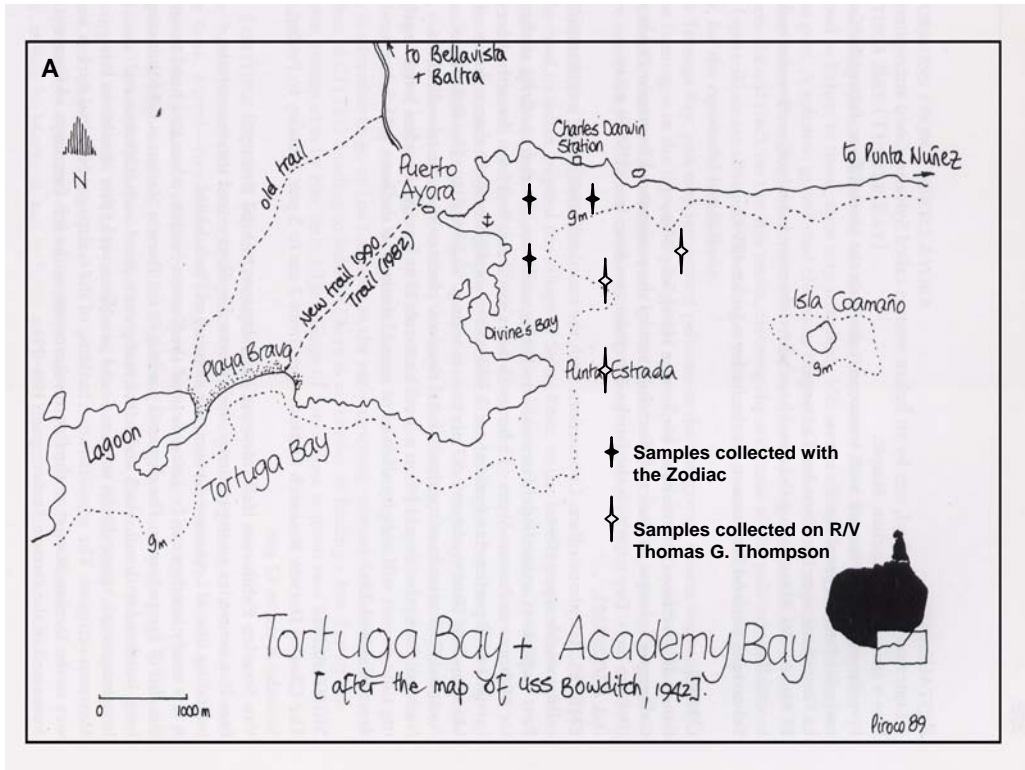 A
to Bellavista
+ Baltra
N
old trail
Puerto
Ayora
Charles Darwin
Station
to Punta Nuñez
9m
New trail 1990
Trail (1982)
Divine's Bay
Isla Coamaño
9m
Playa Brava
Punta Estrada
Lagoon
Tortuga Bay
9m
Samples collected with
the Zodiac
Samples collected on R/V
Thomas G. Thompson
Tortuga Bay + Academy Bay
[after the map of USS Bowditch, 1942].
0 1000 m
Piroco 89